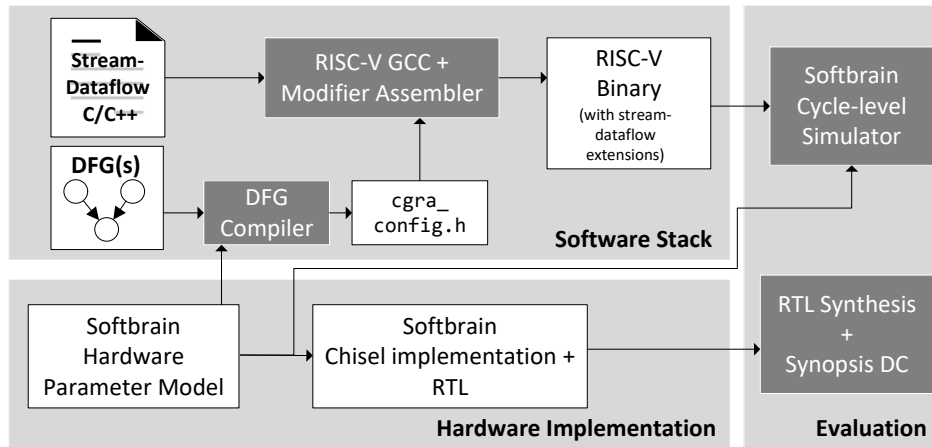 Stream-
Dataflow
C/C++
RISC-V GCC +
Modifier Assembler
RISC-V
Binary
(with stream-
dataflow
extensions)
Softbrain
Cycle-level
Simulator
DFG(s)
DFG
Compiler
cgra_
config.h
Software Stack
Softbrain
Hardware
Parameter Model
Softbrain
Chisel implementation +
RTL
RTL Synthesis
+
Synopsis DC
Hardware Implementation
Evaluation